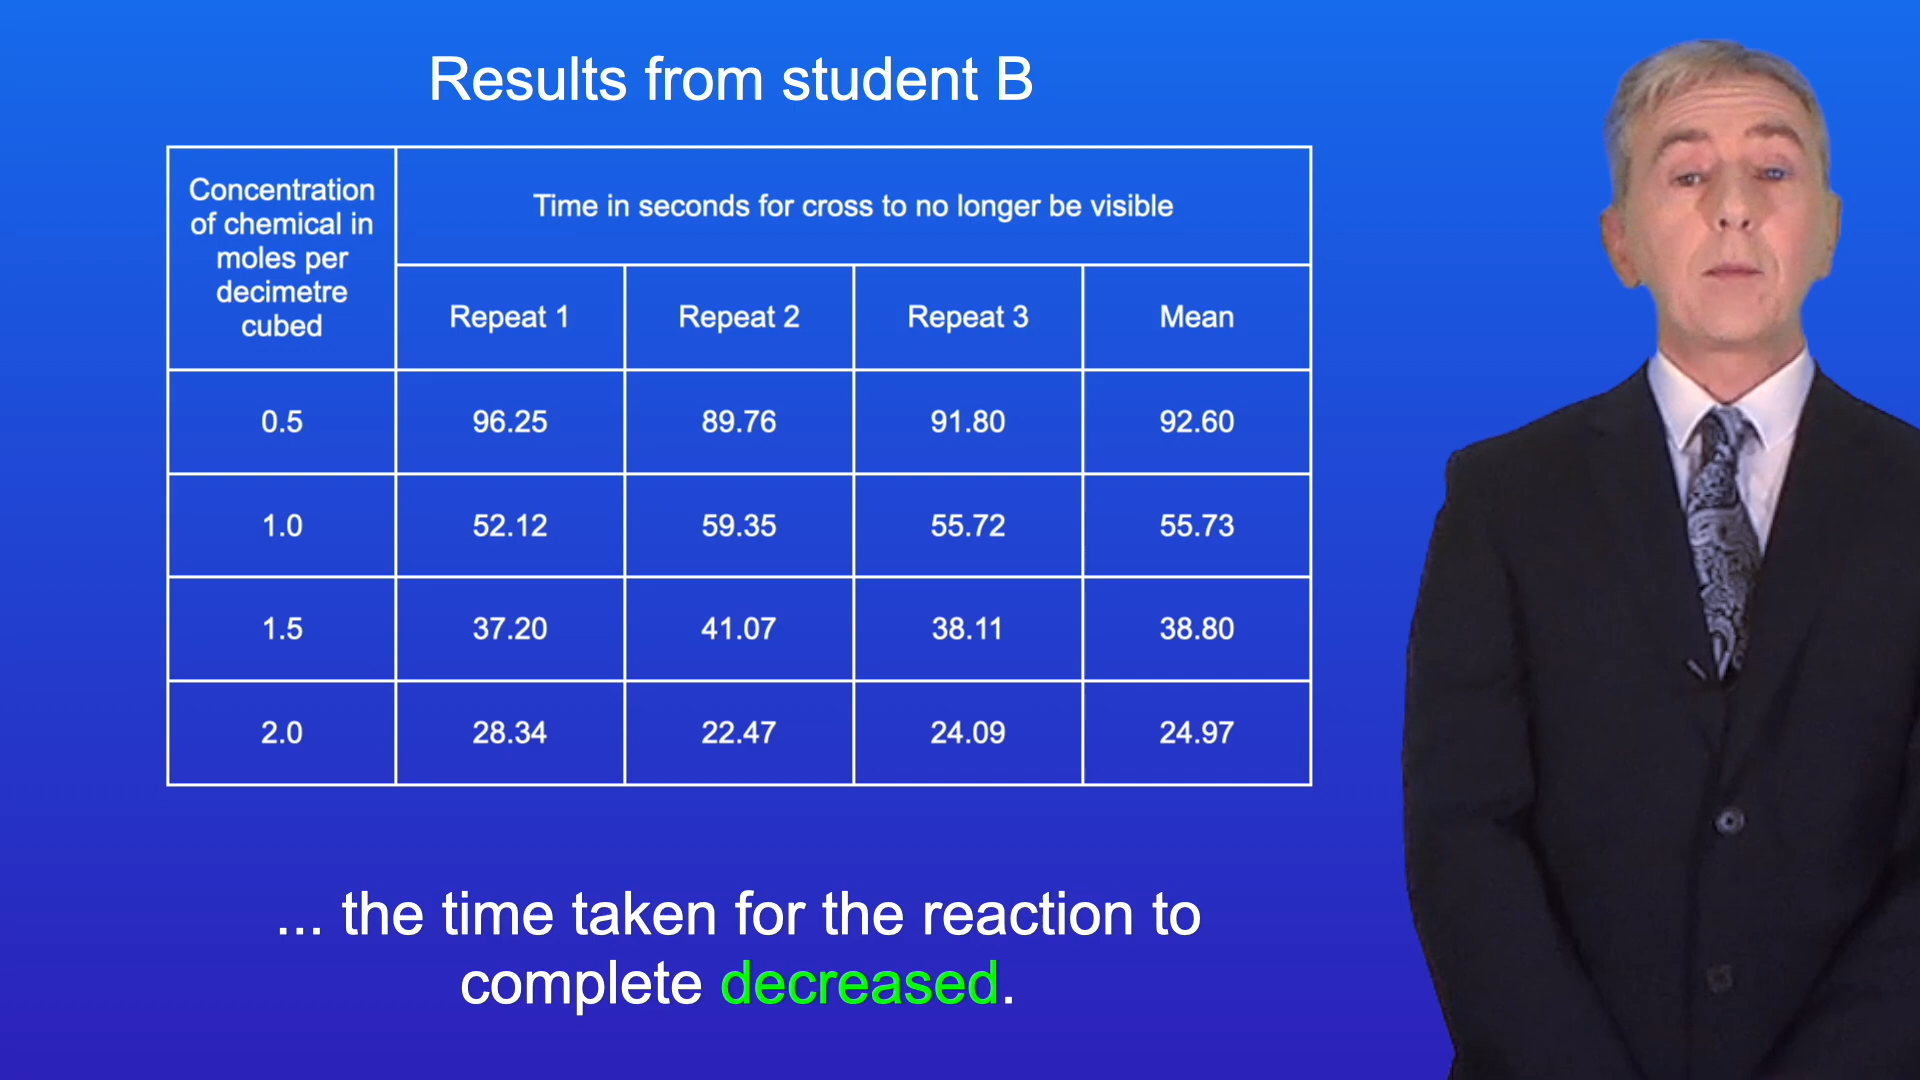 Results from student B
Concentration
of chemical in
moles per
decimetre
cubed
Time in seconds for cross to no longer be visible
Repeat 1
Repeat 2
Repeat 3
Mean
0.5
96.25
89.76
91.80
92.60
1.0
52.12
59.35
55.72
55.73
1.5
37.20
41.07
38.11
38.80
2.0
28.34
22.47
24.09
24.97
... the time taken for the reaction to
complete decreased.